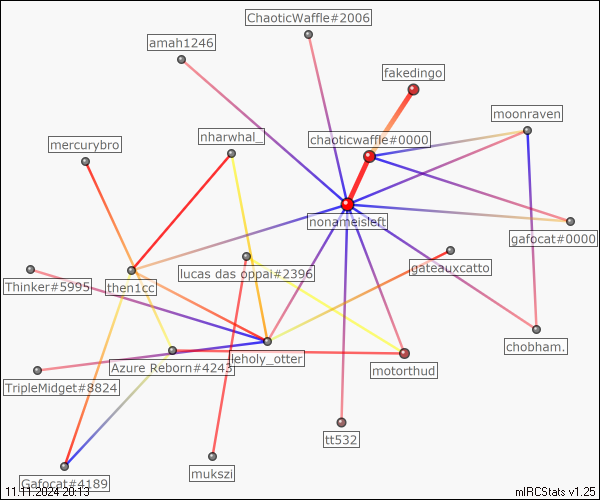 ChaoticWaffle#2006
amah1246
fakedingo
moonraven
nharwhal_
chaoticwaffle#0000
mercurybro
nonameisleft
gafocat#0000
gateauxcatto
lucas das oppai#2396
Thinker#5995
then1cc
chobham.
leholy_otter
Azure Reborn#4243
motorthud
TripleMidget#8824
tt532
mukszi
Gafocat#4189
11.11.2024 20:13
mIRCStats v1.25